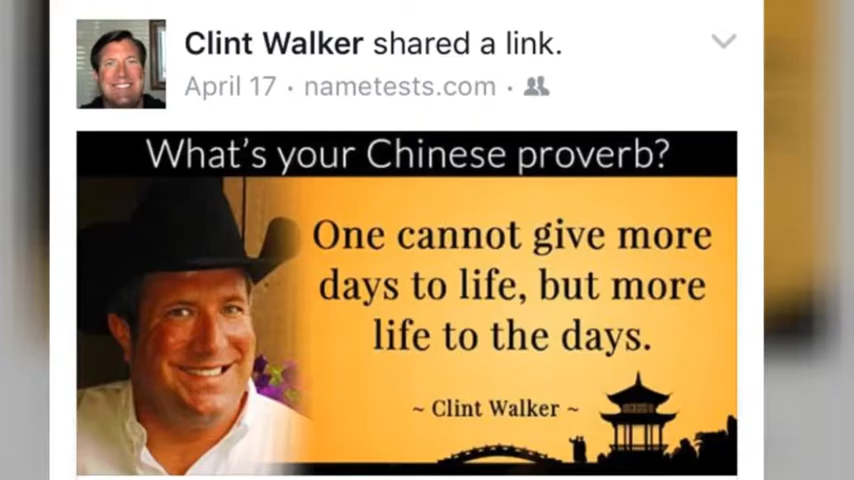 Clint Walker shared a link.
April 17 · nametests.com ·
What's your Chinese proverb?
One cannot give more
days to life, but more
life to the days.
~ Clint Walker ~